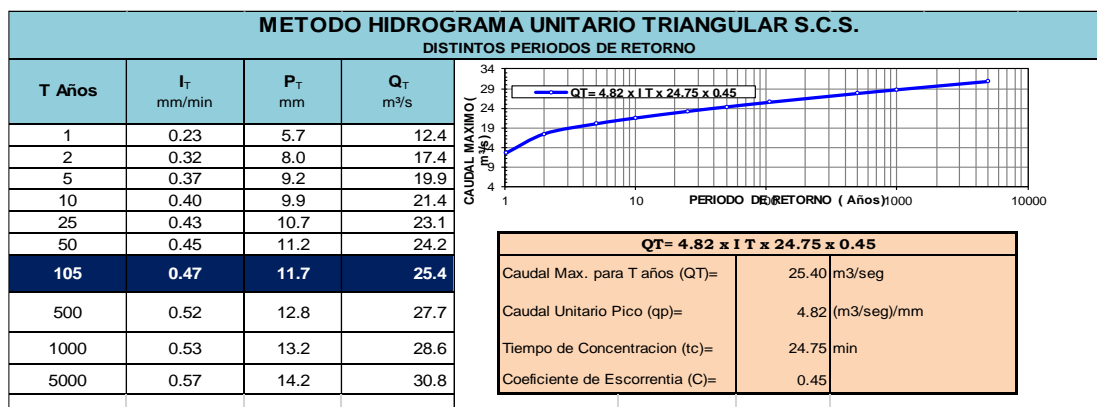 METODO HIDROGRAMA UNITARIO TRIANGULAR S.C.S.
DISTINTOS PERIODOS DE RETORNO
T Años IT PT QT
mm/min mm m³/s
1 0.23 5.7 12.4
2 0.32 8.0 17.4
5 0.37 9.2 19.9
10 0.40 9.9 21.4
25 0.43 10.7 23.1
50 0.45 11.2 24.2
105 0.47 11.7 25.4
500 0.52 12.8 27.7
1000 0.53 13.2 28.6
5000 0.57 14.2 30.8
CAUDAL MAXIMO (
m³/s)
34
29
24
19
14
9
4
QT= 4.82 x I T x 24.75 x 0.45
1 10 100 1000 10000
PERIODO DE RETORNO ( Años)
QT= 4.82 x I T x 24.75 x 0.45
Caudal Max. para T años (QT)= 25.40 m3/seg
Caudal Unitario Pico (qp)= 4.82 (m3/seg)/mm
Tiempo de Concentracion (tc)= 24.75 min
Coeficiente de Escorrentia (C)= 0.45